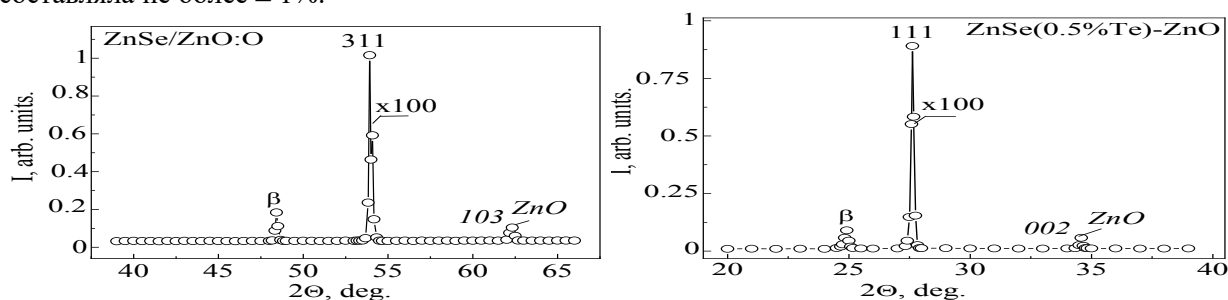 составляла не более 1%.
ZnSe/ZnO:O
311
x100
β
103 ZnO
I, arb. units.
1
0.8
0.6
0.4
0.2
0
40 45 50 55 60 65
2Θ, deg.
ZnSe(0.5%Te)-ZnO
111
x100
β
002 ZnO
I, arb. units.
1
0.75
0.5
0.25
0
20 25 30 35 40
2Θ, deg.